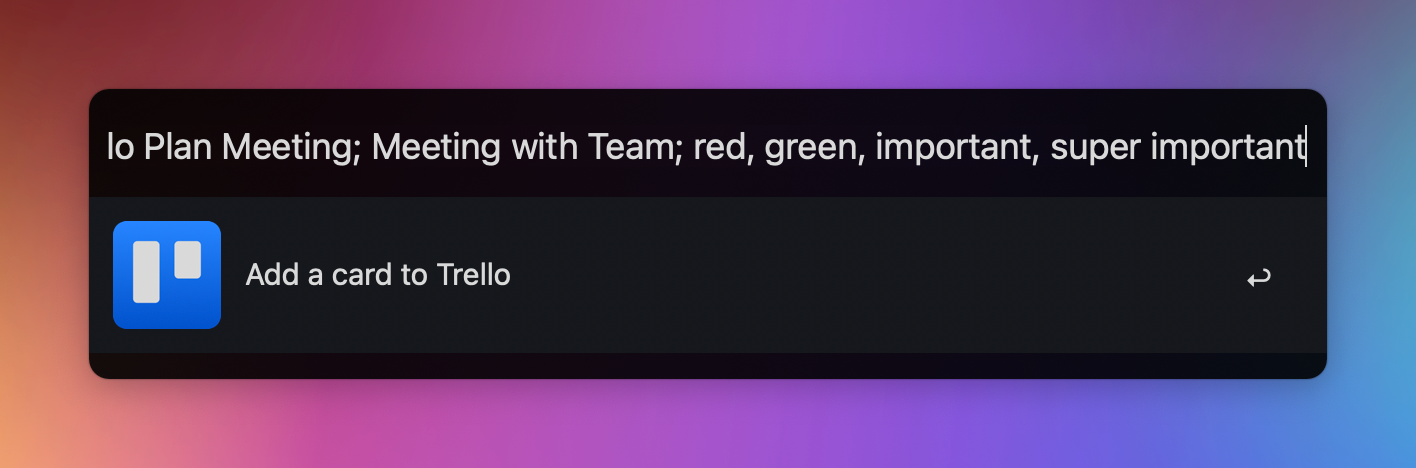 lo Plan Meeting; Meeting with Team; red, green, important, super important
Add a card to Trello